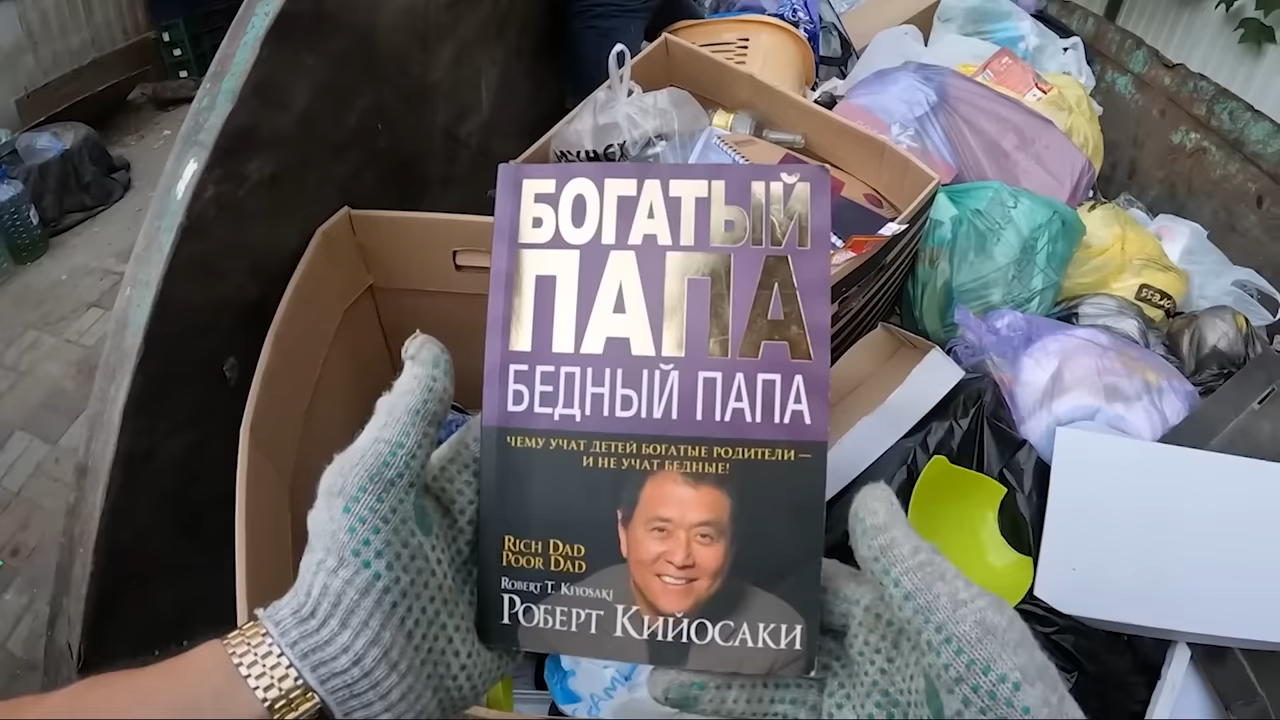 БОГАТЫЙ
ПАПА
БЕДНЫЙ ПАПА
ЧЕМУ УЧАТ ДЕТЕЙ БОГАТЫЕ РОДИТЕЛИ —
И НЕ УЧАТ БЕДНЫЕ!
RICH DAD
POOR DAD
ROBERT T. KIYOSAKI
РОБЕРТ КИЙОСАКИ